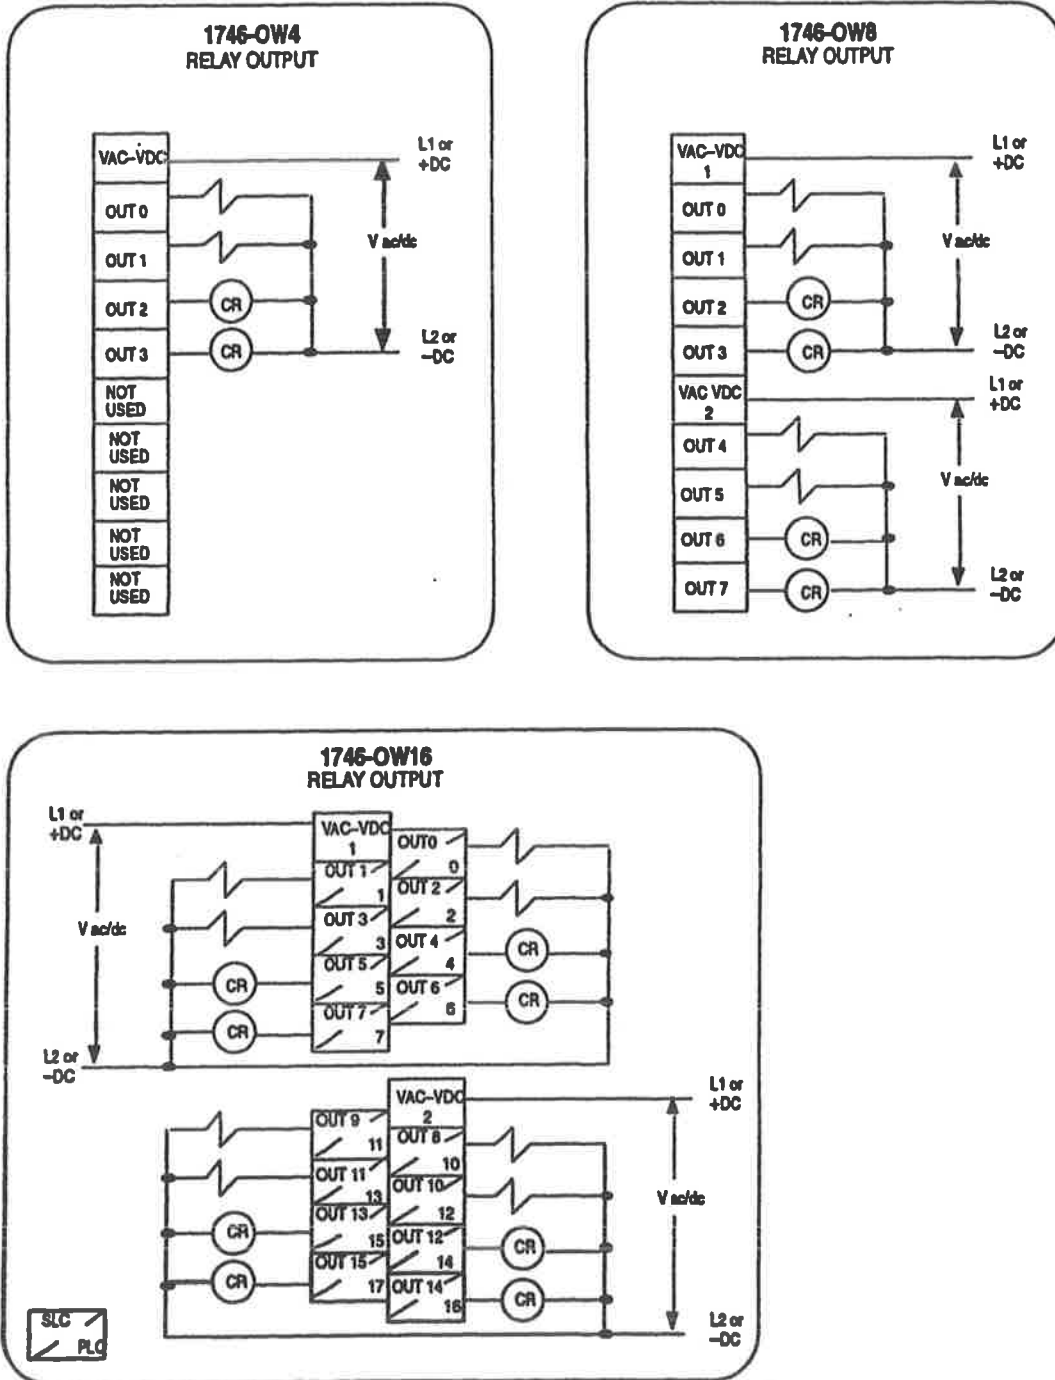 1746-OW4
RELAY OUTPUT
VAC-VDC
L1 or
+DC
OUT 0
OUT 1
V ac/dc
OUT 2
CR
OUT 3
CR
L2 or
-DC
NOT
USED
NOT
USED
NOT
USED
NOT
USED
NOT
USED
1746-OW8
RELAY OUTPUT
VAC-VDC
1
L1 or
+DC
OUT 0
OUT 1
V ac/dc
OUT 2
CR
OUT 3
CR
L2 or
-DC
VAC VDC
2
L1 or
+DC
OUT 4
OUT 5
V ac/dc
OUT 6
CR
OUT 7
CR
L2 or
-DC
1746-OW16
RELAY OUTPUT
L1 or
+DC
VAC-VDC
1
OUT0
0
OUT 1
1
OUT 2
2
V ac/dc
OUT 3
3
OUT 4
4
CR
CR
OUT 5
5
OUT 6
6
CR
CR
OUT 7
7
L2 or
-DC
VAC-VDC
2
L1 or
+DC
OUT 9
11
OUT 8
10
OUT 11
13
OUT 10
12
V ac/dc
CR
OUT 13
15
OUT 12
14
CR
CR
OUT 15
17
OUT 14
16
CR
L2 or
-DC
SLC
PLC